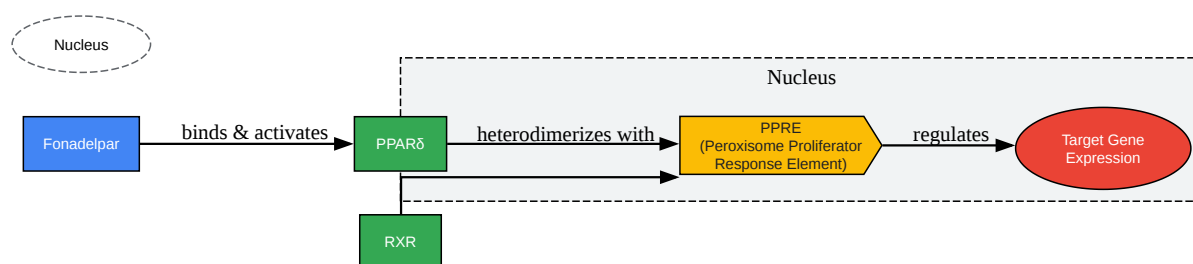 Nucleus
Nucleus
Fonadelpar
binds & activates
PPARδ
heterodimerizes with
PPRE
(Peroxisome Proliferator
Response Element)
regulates
Target Gene
Expression
RXR